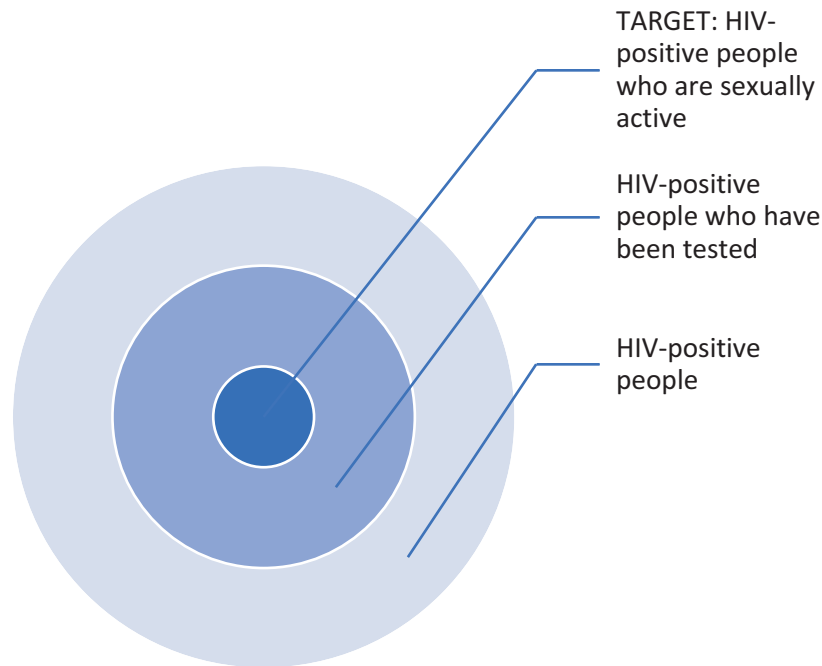 TARGET: HIV-
positive people
who are sexually
active
HIV-positive
people who have
been tested
HIV-positive
people